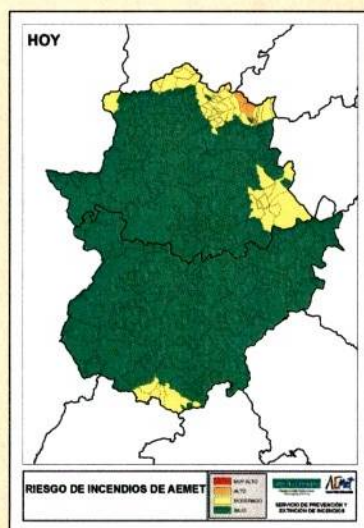 HOY
RIESGO DE INCENDIOS DE AEMET
MUY ALTO
ALTO
MODERADO
BAJO
SERVICIO DE PREVENCIÓN Y
EXTINCIÓN DE INCENDIOS